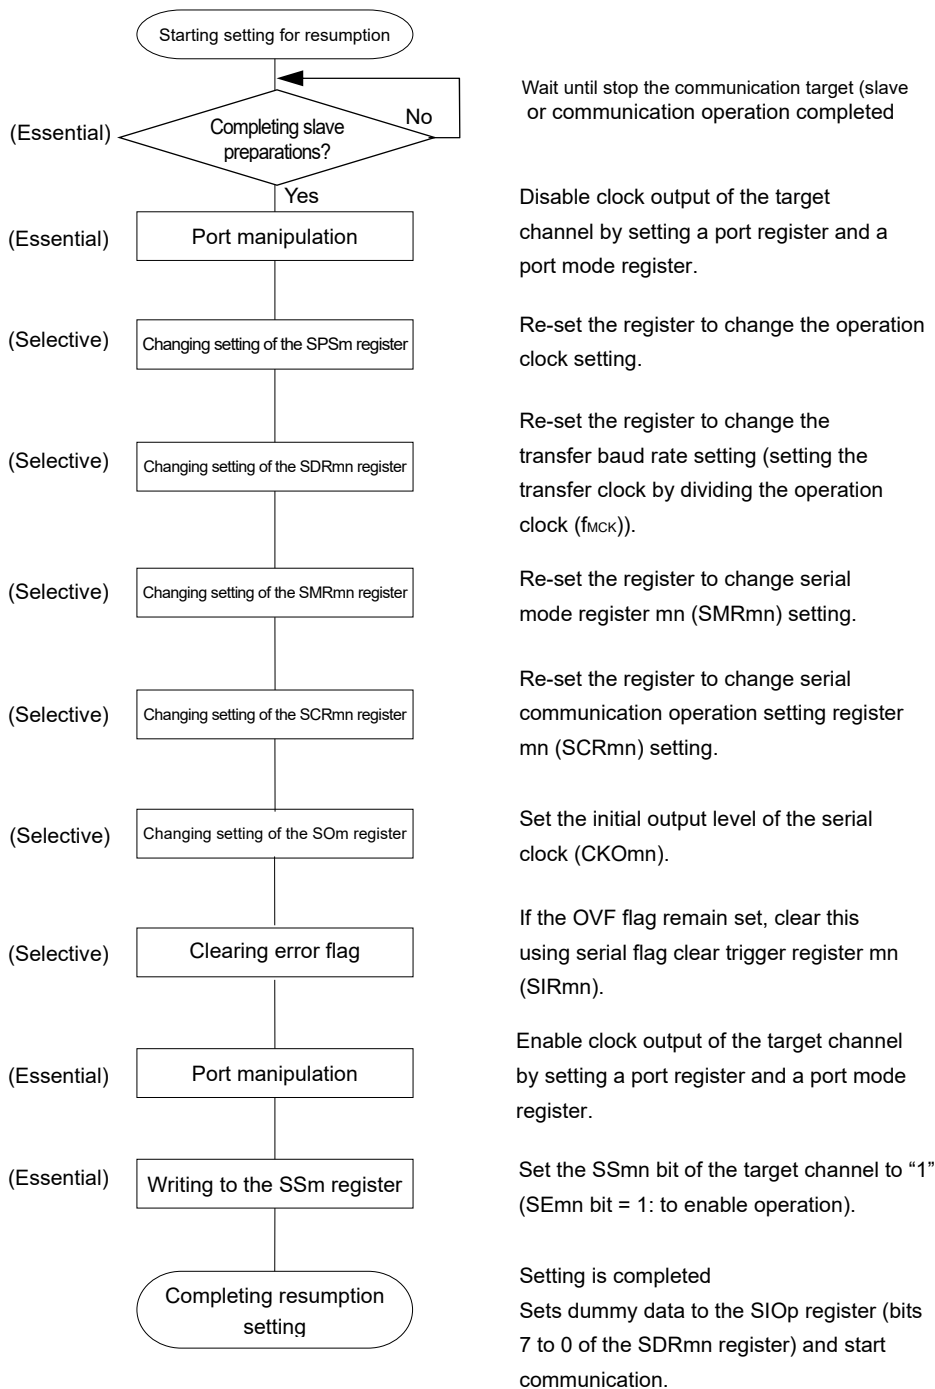 Starting setting for resumption
(Essential)
Completing slave
preparations?
No
Yes
Wait until stop the communication target (slave
or communication operation completed
(Essential)
Port manipulation
Disable clock output of the target
channel by setting a port register and a
port mode register.
(Selective)
Changing setting of the SPSm register
Re-set the register to change the operation
clock setting.
(Selective)
Changing setting of the SDRmn register
Re-set the register to change the
transfer baud rate setting (setting the
transfer clock by dividing the operation
clock (fMCK)).
(Selective)
Changing setting of the SMRmn register
Re-set the register to change serial
mode register mn (SMRmn) setting.
(Selective)
Changing setting of the SCRmn register
Re-set the register to change serial
communication operation setting register
mn (SCRmn) setting.
(Selective)
Changing setting of the SOm register
Set the initial output level of the serial
clock (CKOmn).
(Selective)
Clearing error flag
If the OVF flag remain set, clear this
using serial flag clear trigger register mn
(SIRmn).
(Essential)
Port manipulation
Enable clock output of the target channel
by setting a port register and a port mode
register.
(Essential)
Writing to the SSm register
Set the SSmn bit of the target channel to “1”
(SEmn bit = 1: to enable operation).
Completing resumption
setting
Setting is completed
Sets dummy data to the SIOp register (bits
7 to 0 of the SDRmn register) and start
communication.